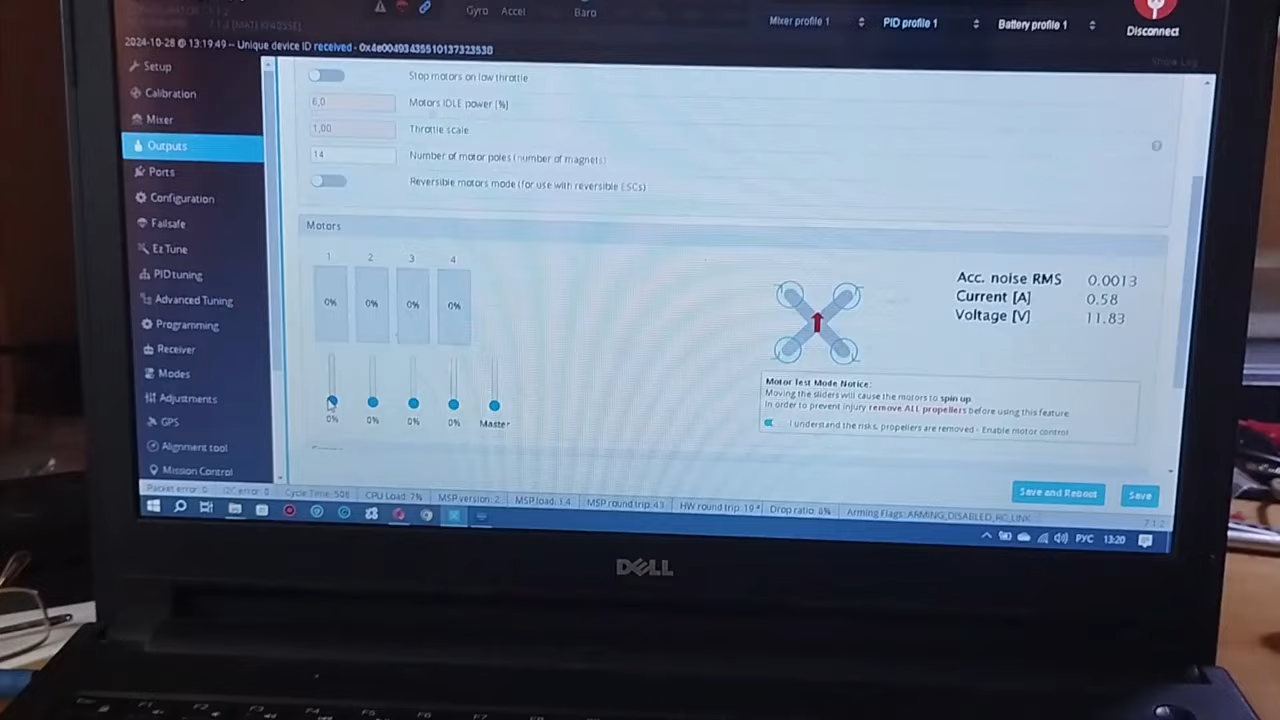 Gyro Accel Baro
Mixer profile 1 PID profile 1 Battery profile 1
Disconnect
2024-10-28 @ 13:19:49 -- Unique device ID received - 0x4e0049343551013732353
Show Log
Setup
Calibration
Mixer
Outputs
Ports
Configuration
Failsafe
Ez Tune
PID tuning
Advanced Tuning
Programming
Receiver
Modes
Adjustments
GPS
Alignment tool
Mission Control
Stop motors on low throttle
6,0 Motors IDLE power [%]
1,00 Throttle scale
14 Number of motor poles (number of magnets)
Reversible motors mode (for use with reversible ESCs)
Motors
1 2 3 4
0% 0% 0% 0%
0% 0% 0% 0% Master
Acc. noise RMS 0.0013
Current [A] 0.58
Voltage [V] 11.83
Motor Test Mode Notice:
Moving the sliders will cause the motors to spin up.
In order to prevent injury remove ALL propellers before using this feature.
I understand the risks, propellers are removed - Enable motor control
Save and Reboot Save
Packet error: 0 I2C error: 0 Cycle Time: 506 CPU Load: 7% MSP version: 2 MSP load: 1.4 MSP round trip: 43 HW round trip: 19 Drop ratio: 8% Arming Flags: ARMING_DISABLED_RC_LINK
7.1.2
РУС 13:20
DELL